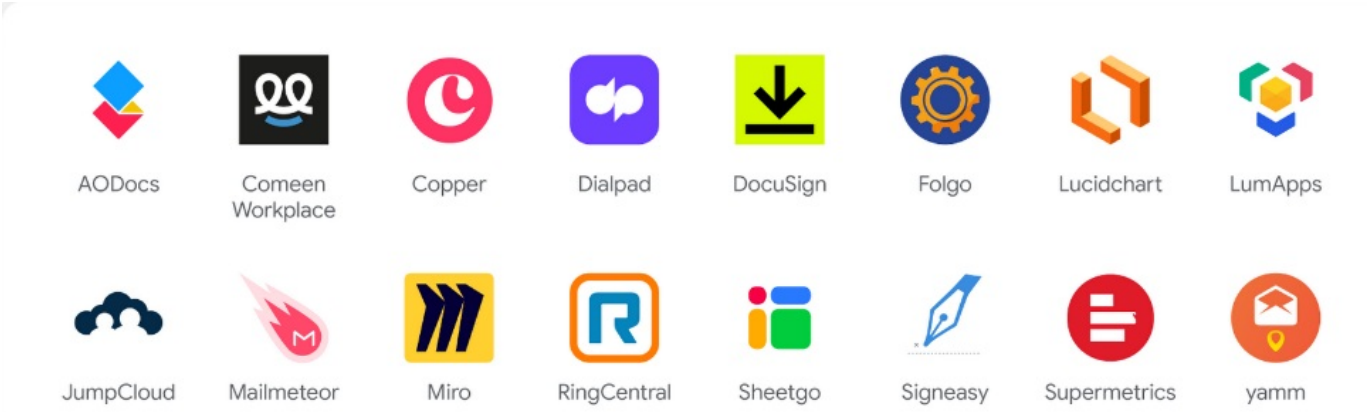 AODocs
Comeen
Workplace
Copper
Dialpad
DocuSign
Folgo
Lucidchart
LumApps
JumpCloud
Mailmeteor
Miro
RingCentral
Sheetgo
Signeasy
Supermetrics
yamm